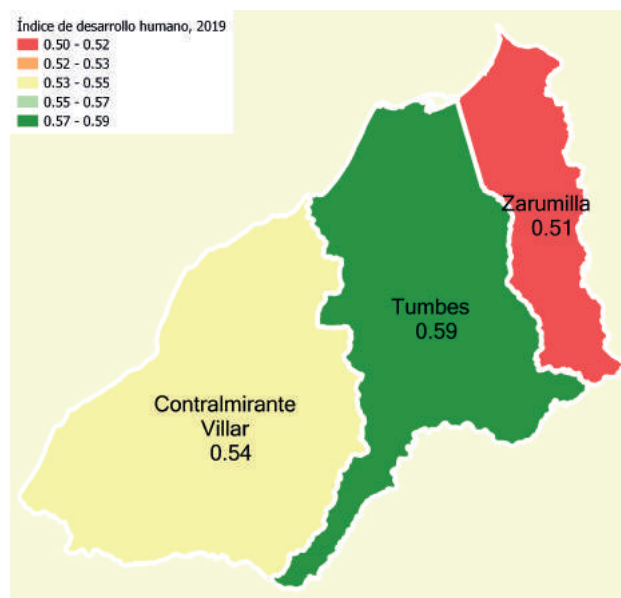 Índice de desarrollo humano, 2019
0.50 - 0.52
0.52 - 0.53
0.53 - 0.55
0.55 - 0.57
0.57 - 0.59
Zarumilla
0.51
Tumbes
0.59
Contralmirante
Villar
0.54